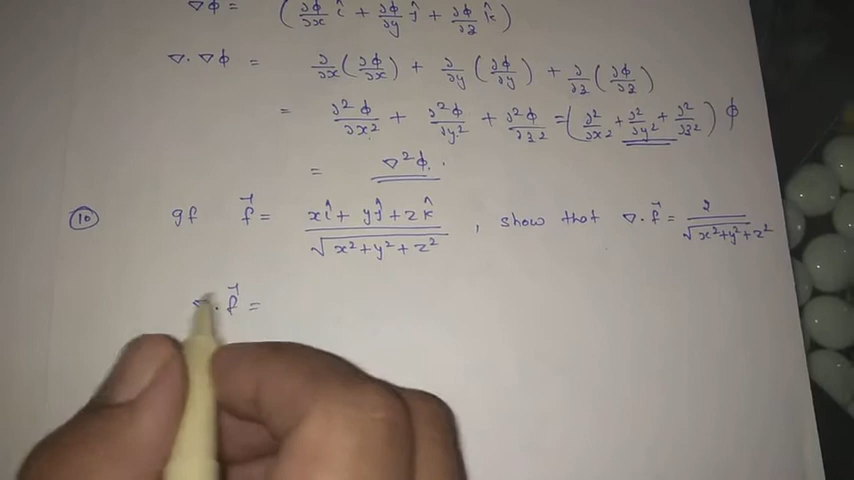 ∇ϕ = (∂ϕ/∂x î + ∂ϕ/∂y ĵ + ∂ϕ/∂z k̂)
∇·∇ϕ = ∂/∂x(∂ϕ/∂x) + ∂/∂y(∂ϕ/∂y) + ∂/∂z(∂ϕ/∂z)
= ∂²ϕ/∂x² + ∂²ϕ/∂y² + ∂²ϕ/∂z² = (∂²/∂x² + ∂²/∂y² + ∂²/∂z²) ϕ
= ∇²ϕ.
(10) gf f⃗ = (xî + yĵ + zk̂)/√(x² + y² + z²), show that ∇·f⃗ = 2/√(x²+y²+z²)
∇·f⃗ =